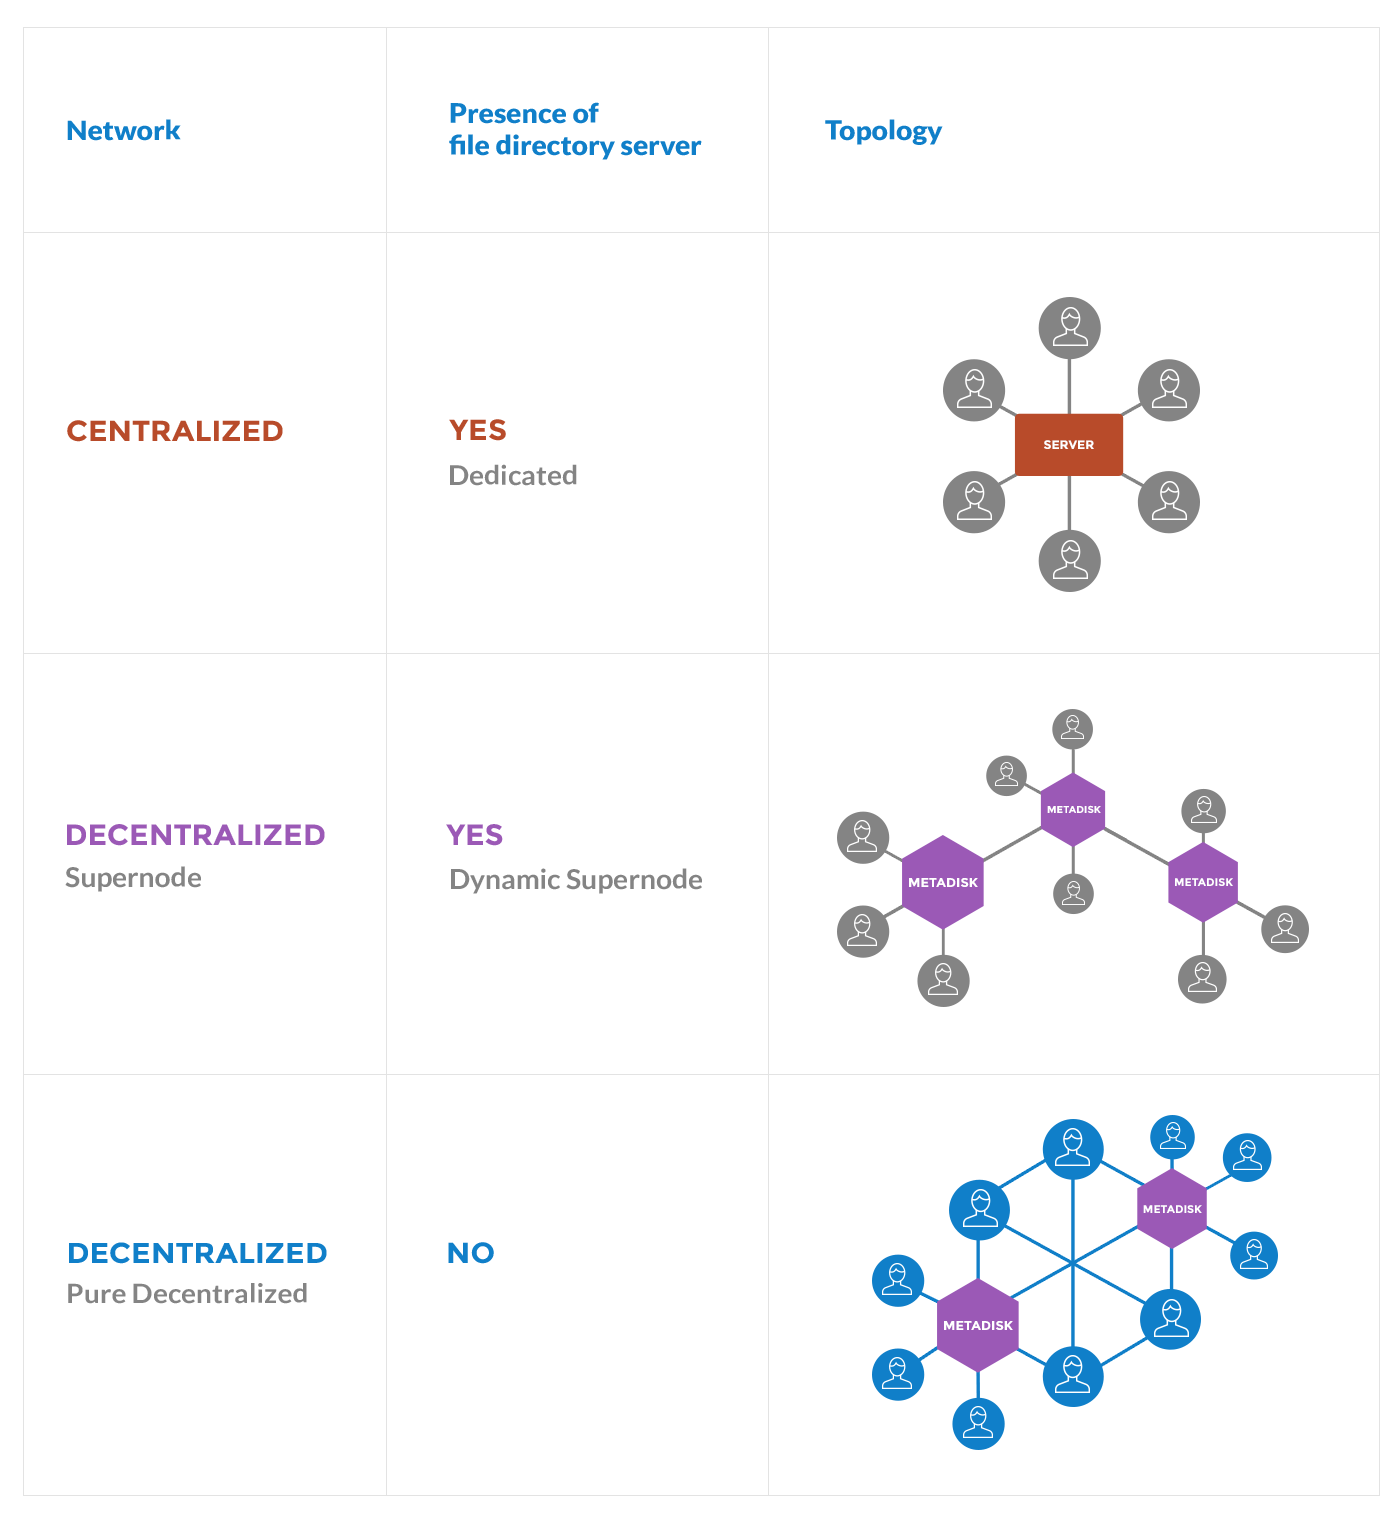 Network
Presence of
file directory server
Topology
CENTRALIZED
YES
Dedicated
SERVER
DECENTRALIZED
Supernode
YES
Dynamic Supernode
METADISK
METADISK
METADISK
DECENTRALIZED
Pure Decentralized
NO
METADISK
METADISK